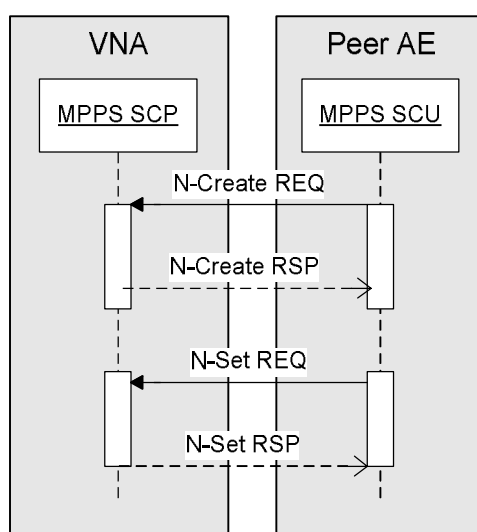 VNA
Peer AE
MPPS SCP
MPPS SCU
N-Create REQ
N-Create RSP
N-Set REQ
N-Set RSP